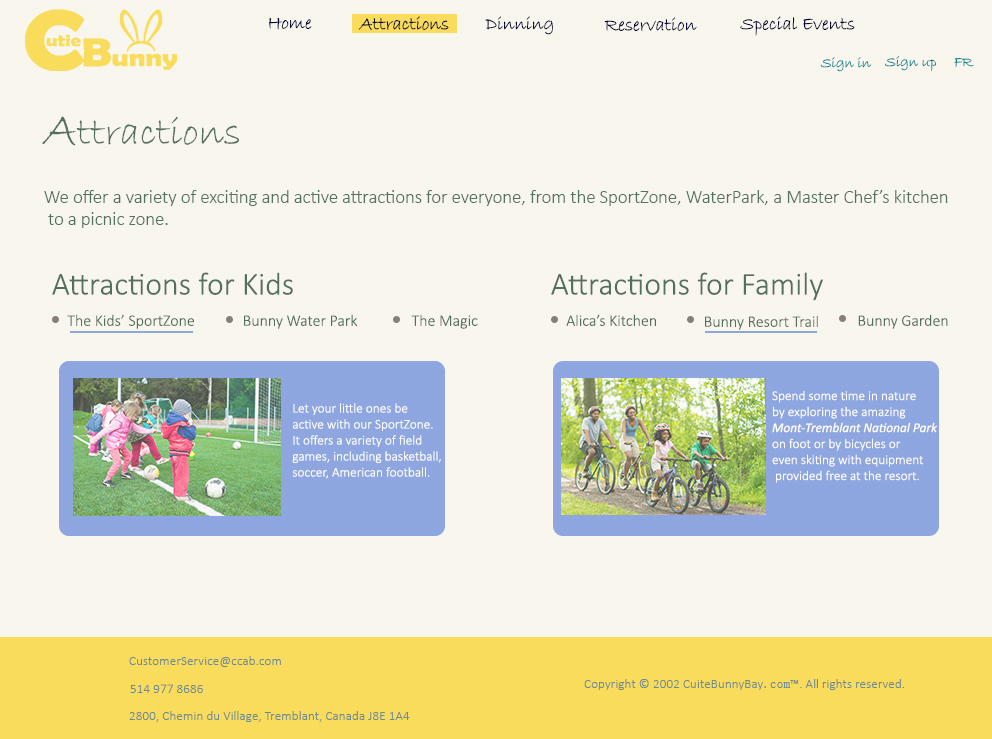 Cutie Bunny
Home Attractions Dinning Reservation Special Events
Sign in Sign up FR
Attractions
We offer a variety of exciting and active attractions for everyone, from the SportZone, WaterPark, a Master Chef’s kitchen
to a picnic zone.
Attractions for Kids
• The Kids’ SportZone • Bunny Water Park • The Magic
Let your little ones be
active with our SportZone.
It offers a variety of field
games, including basketball,
soccer, American football.
Attractions for Family
• Alica’s Kitchen • Bunny Resort Trail • Bunny Garden
Spend some time in nature
by exploring the amazing
Mont-Tremblant National Park
on foot or by bicycles or
even skiting with equipment
provided free at the resort.
CustomerService@ccab.com
514 977 8686
2800, Chemin du Village, Tremblant, Canada J8E 1A4
Copyright © 2002 CuiteBunnyBay. com™. All rights reserved.